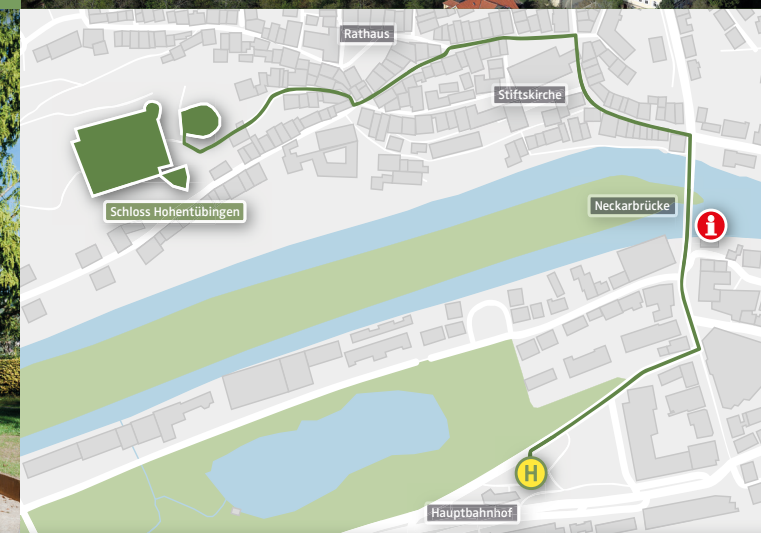 Rathaus
Stiftskirche
Schloss Hohentübingen
Neckarbrücke
i
H
Hauptbahnhof